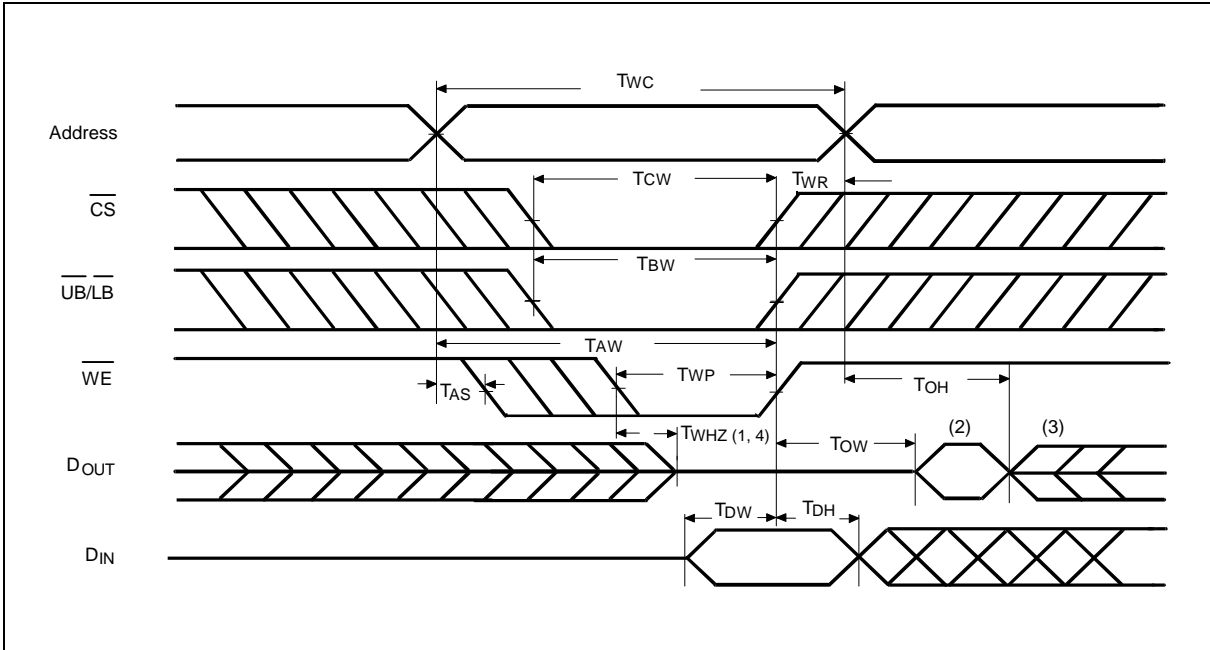 TWC
Address
TCW
TWR
CS
TBW
UB/LB
TAW
WE
TAS
TWP
TOH
TWHZ (1, 4)
TOW
(2)
(3)
DOUT
TDW
TDH
DIN